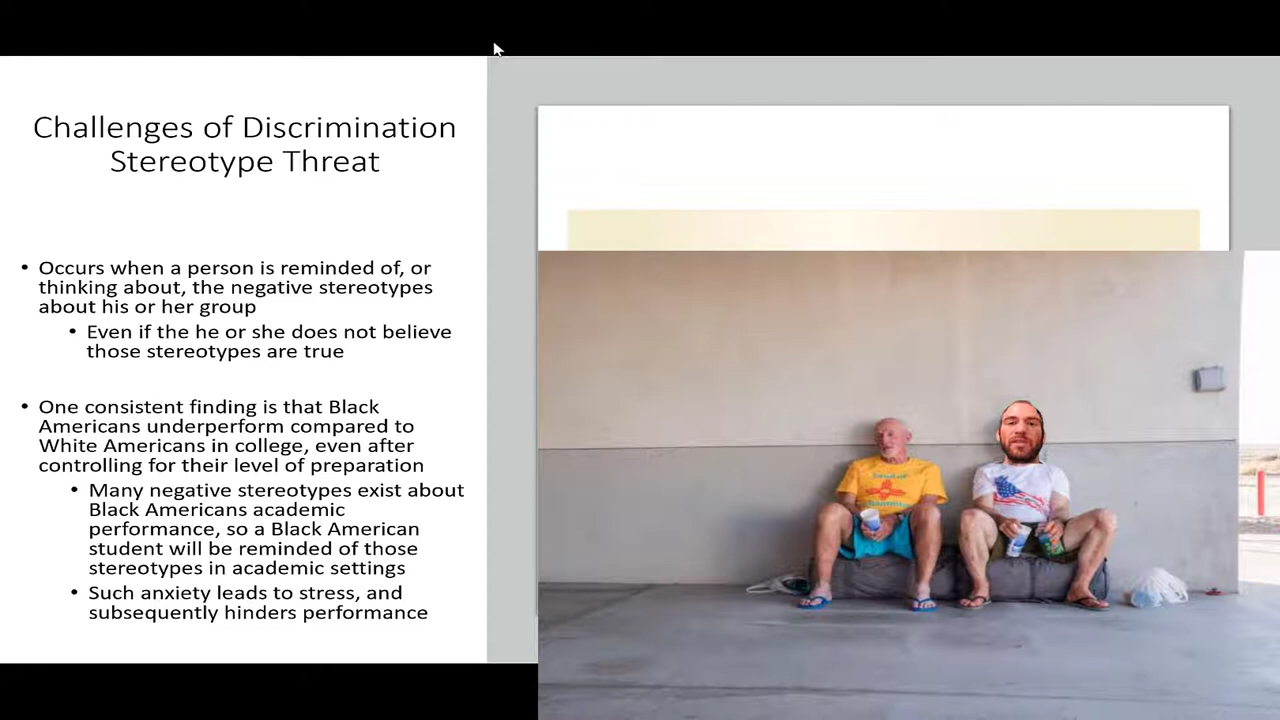 Challenges of Discrimination
Stereotype Threat
• Occurs when a person is reminded of, or
thinking about, the negative stereotypes
about his or her group
• Even if the he or she does not believe
those stereotypes are true
• One consistent finding is that Black
Americans underperform compared to
White Americans in college, even after
controlling for their level of preparation
• Many negative stereotypes exist about
Black Americans academic
performance, so a Black American
student will be reminded of those
stereotypes in academic settings
• Such anxiety leads to stress, and
subsequently hinders performance